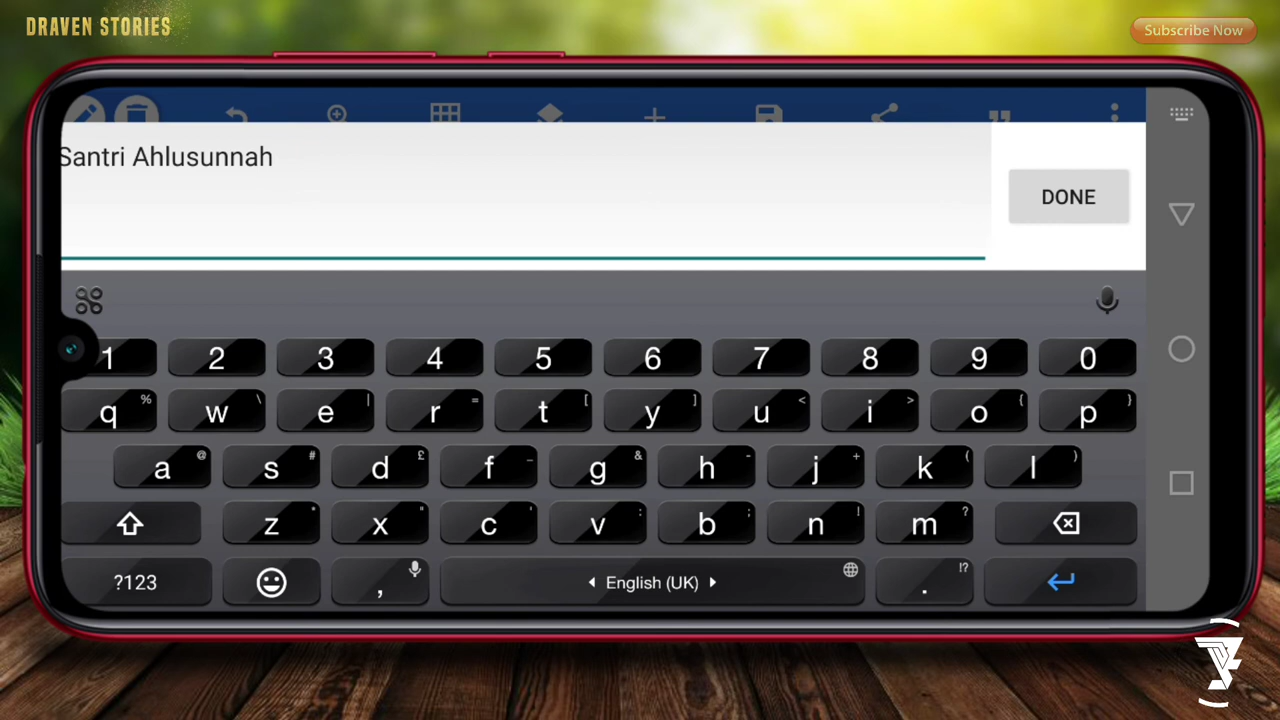 DRAVEN STORIES
Subscribe Now
Santri Ahlusunnah
DONE
1 2 3 4 5 6 7 8 9 0
q % w \ e | r = t [ y ] u < i > o { p }
a @ s # d £ f _ g & h - j + k ( l )
z * x " c ' v : b ; n ! m ?
?123 , English (UK) . !?